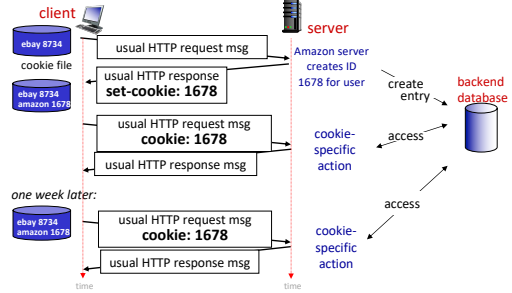 client
server
ebay 8734
usual HTTP request msg
cookie file
Amazon server
creates ID
1678 for user
usual HTTP response
set-cookie: 1678
create
entry
backend
database
ebay 8734
amazon 1678
usual HTTP request msg
cookie: 1678
cookie-
specific
action
access
usual HTTP response msg
one week later:
access
ebay 8734
amazon 1678
usual HTTP request msg
cookie: 1678
cookie-
specific
action
usual HTTP response msg
time
time